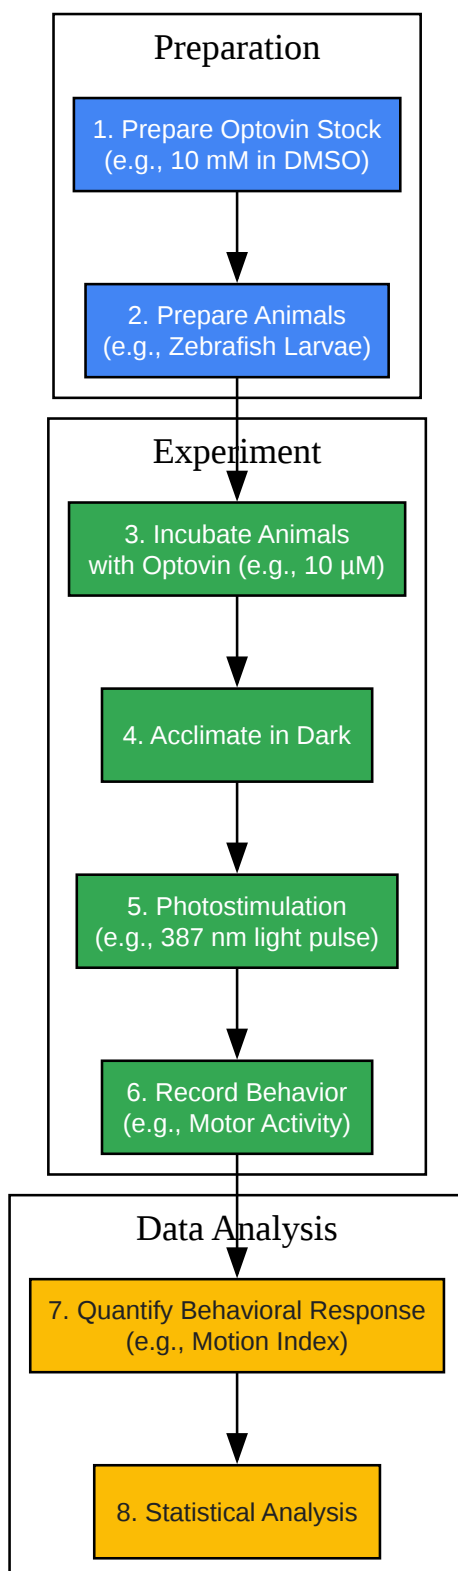 Preparation
1. Prepare Optovin Stock
(e.g., 10 mM in DMSO)
2. Prepare Animals
(e.g., Zebrafish Larvae)
Experiment
3. Incubate Animals
with Optovin (e.g., 10 µM)
4. Acclimate in Dark
5. Photostimulation
(e.g., 387 nm light pulse)
6. Record Behavior
(e.g., Motor Activity)
Data Analysis
7. Quantify Behavioral Response
(e.g., Motion Index)
8. Statistical Analysis